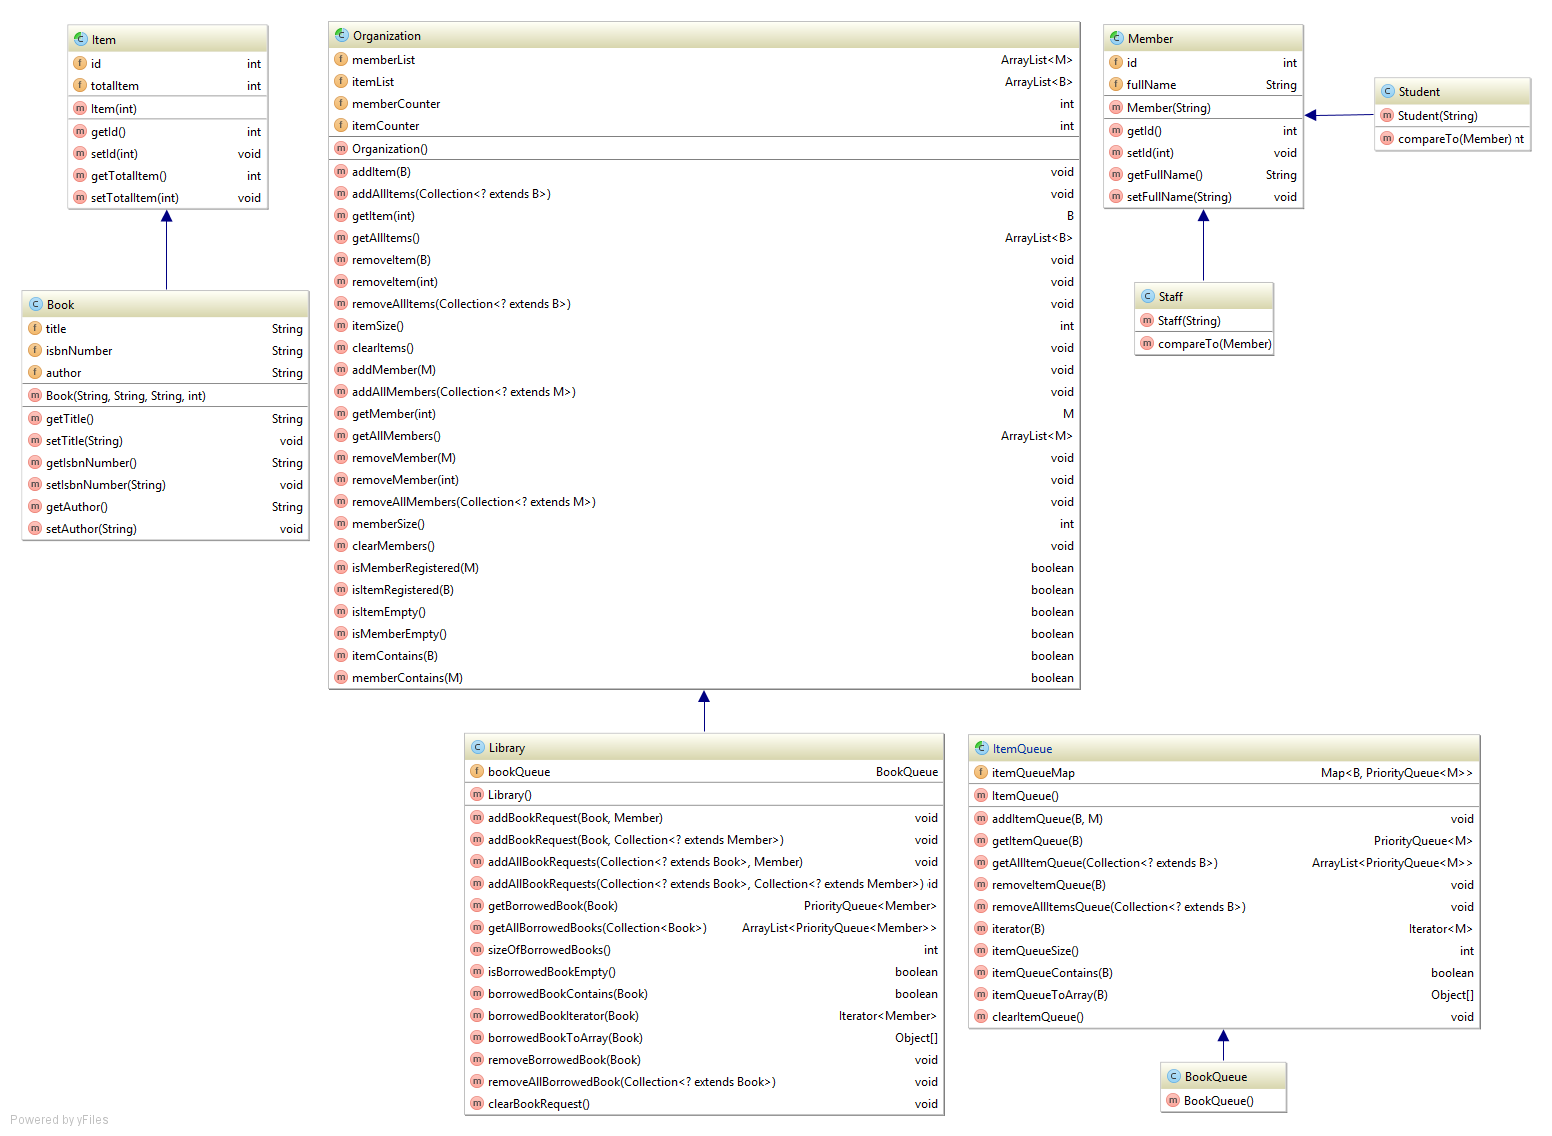 Item
id int
totalItem int
Item(int)
getId() int
setId(int) void
getTotalItem() int
setTotalItem(int) void
Book
title String
isbnNumber String
author String
Book(String, String, String, int)
getTitle() String
setTitle(String) void
getIsbnNumber() String
setIsbnNumber(String) void
getAuthor() String
setAuthor(String) void
Organization
memberList ArrayList<M>
itemList ArrayList<B>
memberCounter int
itemCounter int
Organization()
addItem(B) void
addAllItems(Collection<? extends B>) void
getItem(int) B
getAllItems() ArrayList<B>
removeItem(B) void
removeItem(int) void
removeAllItems(Collection<? extends B>) void
itemSize() int
clearItems() void
addMember(M) void
addAllMembers(Collection<? extends M>) void
getMember(int) M
getAllMembers() ArrayList<M>
removeMember(M) void
removeMember(int) void
removeAllMembers(Collection<? extends M>) void
memberSize() int
clearMembers() void
isMemberRegistered(M) boolean
isItemRegistered(B) boolean
isItemEmpty() boolean
isMemberEmpty() boolean
itemContains(B) boolean
memberContains(M) boolean
Member
id int
fullName String
Member(String)
getId() int
setId(int) void
getFullName() String
setFullName(String) void
Student
Student(String)
compareTo(Member) nt
Staff
Staff(String)
compareTo(Member)
Library
bookQueue BookQueue
Library()
addBookRequest(Book, Member) void
addBookRequest(Book, Collection<? extends Member>) void
addAllBookRequests(Collection<? extends Book>, Member) void
addAllBookRequests(Collection<? extends Book>, Collection<? extends Member>) id
getBorrowedBook(Book) PriorityQueue<Member>
getAllBorrowedBooks(Collection<Book>) ArrayList<PriorityQueue<Member>>
sizeOfBorrowedBooks() int
isBorrowedBookEmpty() boolean
borrowedBookContains(Book) boolean
borrowedBookIterator(Book) Iterator<Member>
borrowedBookToArray(Book) Object[]
removeBorrowedBook(Book) void
removeAllBorrowedBook(Collection<? extends Book>) void
clearBookRequest() void
ItemQueue
itemQueueMap Map<B, PriorityQueue<M>>
ItemQueue()
addItemQueue(B, M) void
getItemQueue(B) PriorityQueue<M>
getAllItemQueue(Collection<? extends B>) ArrayList<PriorityQueue<M>>
removeItemQueue(B) void
removeAllItemsQueue(Collection<? extends B>) void
iterator(B) Iterator<M>
itemQueueSize() int
itemQueueContains(B) boolean
itemQueueToArray(B) Object[]
clearItemQueue() void
BookQueue
BookQueue()
Powered by yFiles